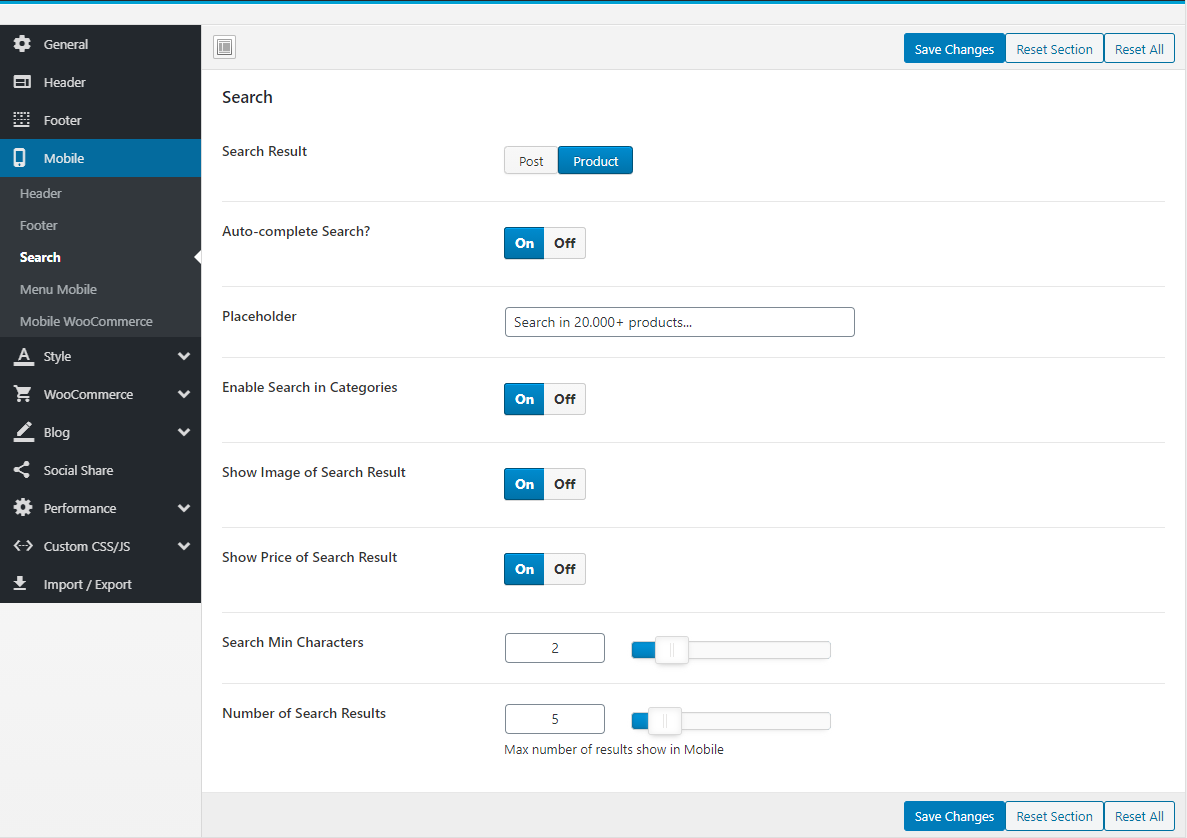 General
Header
Footer
Mobile
Header
Footer
Search
Menu Mobile
Mobile WooCommerce
Style
WooCommerce
Blog
Social Share
Performance
Custom CSS/JS
Import / Export
Save Changes Reset Section Reset All
Search
Search Result Post Product
Auto-complete Search? On Off
Placeholder Search in 20.000+ products...
Enable Search in Categories On Off
Show Image of Search Result On Off
Show Price of Search Result On Off
Search Min Characters 2
Number of Search Results 5
Max number of results show in Mobile
Save Changes Reset Section Reset All